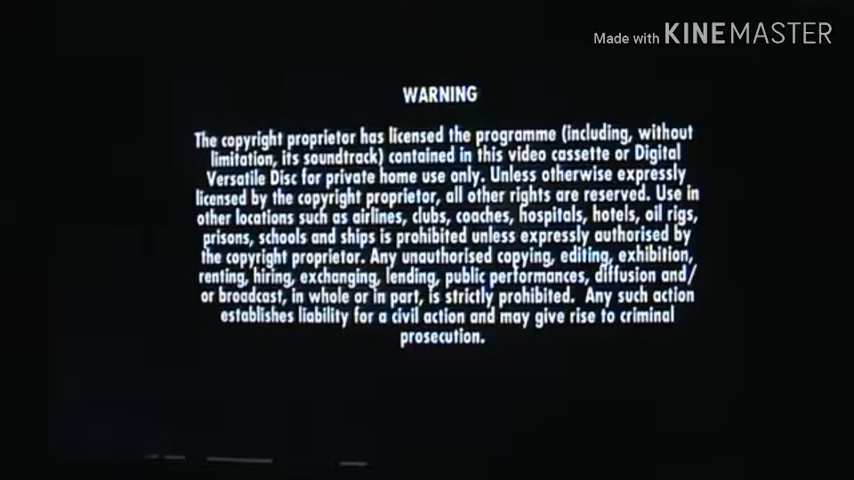 Made with KINEMASTER
WARNING
The copyright proprietor has licensed the programme (including, without
limitation, its soundtrack) contained in this video cassette or Digital
Versatile Disc for private home use only. Unless otherwise expressly
licensed by the copyright proprietor, all other rights are reserved. Use in
other locations such as airlines, clubs, coaches, hospitals, hotels, oil rigs,
prisons, schools and ships is prohibited unless expressly authorised by
the copyright proprietor. Any unauthorised copying, editing, exhibition,
renting, hiring, exchanging, lending, public performances, diffusion and/
or broadcast, in whole or in part, is strictly prohibited. Any such action
establishes liability for a civil action and may give rise to criminal
prosecution.